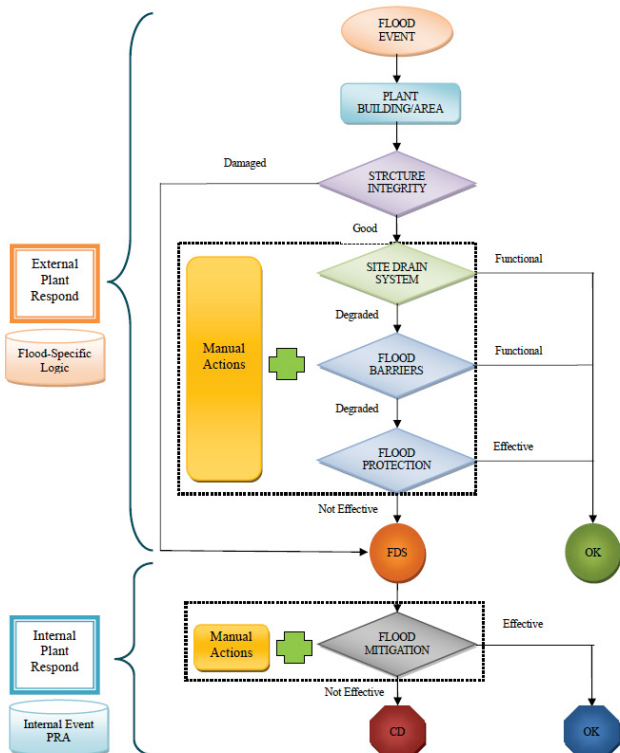 FLOOD
EVENT
PLANT
BUILDING/AREA
Damaged
STRCTURE
INTEGRITY
Good
External
Plant
Respond
Flood-Specific
Logic
Manual
Actions
SITE DRAIN
SYSTEM
Functional
Degraded
FLOOD
BARRIERS
Functional
Degraded
FLOOD
PROTECTION
Effective
Not Effective
FDS
OK
Internal
Plant
Respond
Internal Event
PRA
Manual
Actions
FLOOD
MITIGATION
Effective
Not Effective
CD
OK